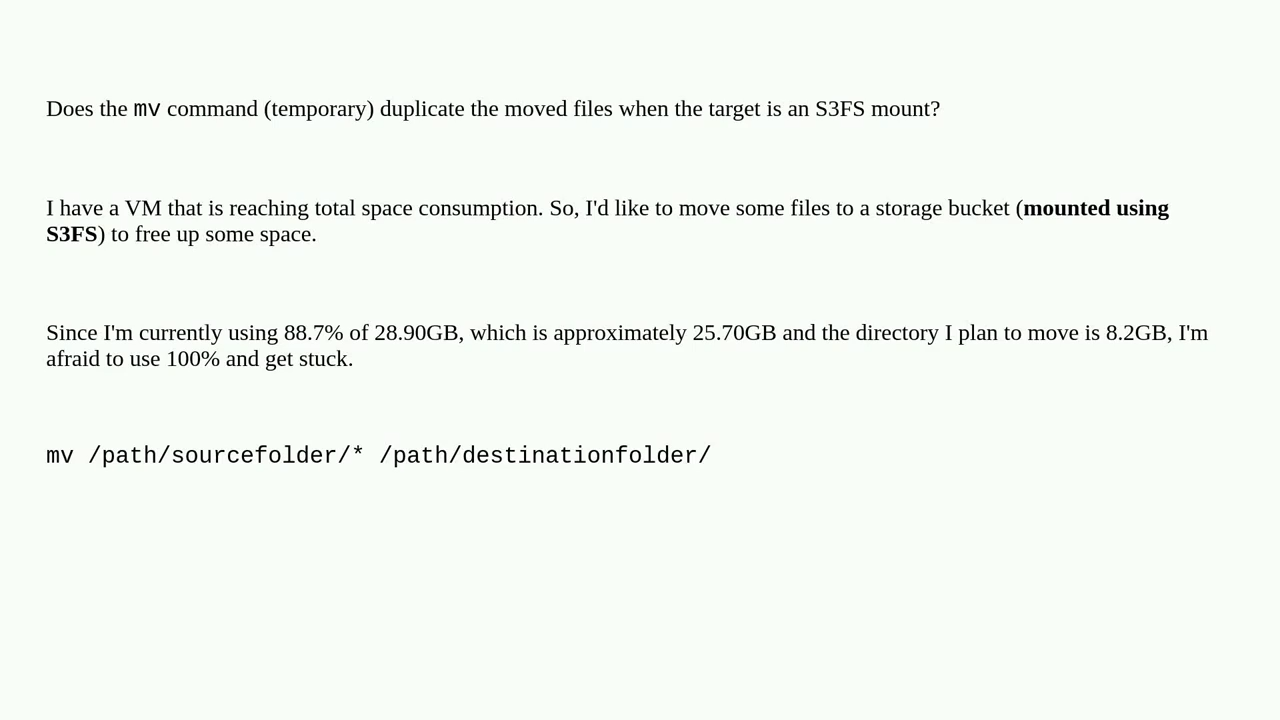 Does the mv command (temporary) duplicate the moved files when the target is an S3FS mount?
I have a VM that is reaching total space consumption. So, I'd like to move some files to a storage bucket (mounted using
S3FS) to free up some space.
Since I'm currently using 88.7% of 28.90GB, which is approximately 25.70GB and the directory I plan to move is 8.2GB, I'm
afraid to use 100% and get stuck.
mv /path/sourcefolder/* /path/destinationfolder/